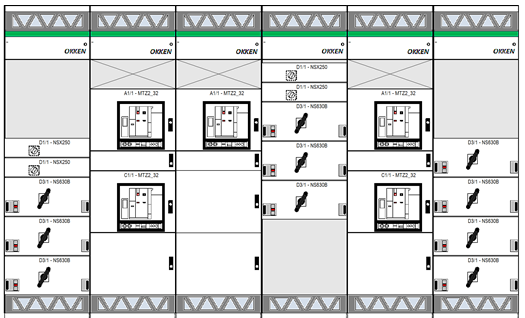 OKKEN
D1/1 - NSX250
D1/1 - NSX250
D3/1 - NS630B
D3/1 - NS630B
D3/1 - NS630B
OKKEN
A1/1 - MTZ2_32
C1/1 - MTZ2_32
OKKEN
A1/1 - MTZ2_32
OKKEN
D1/1 - NSX250
D1/1 - NSX250
D3/1 - NS630B
D3/1 - NS630B
D3/1 - NS630B
OKKEN
A1/1 - MTZ2_32
C1/1 - MTZ2_32
OKKEN
D3/1 - NS630B
D3/1 - NS630B
D3/1 - NS630B
D3/1 - NS630B